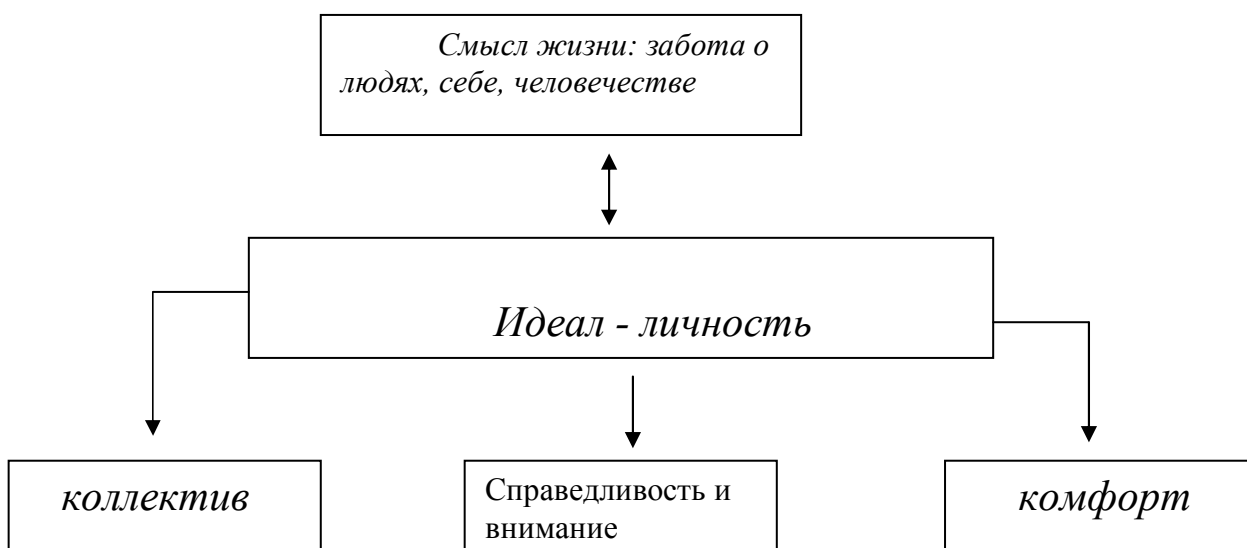 Смысл жизни: забота о
людях, себе, человечестве
Идеал - личность
коллектив
Справедливость и
внимание
комфорт